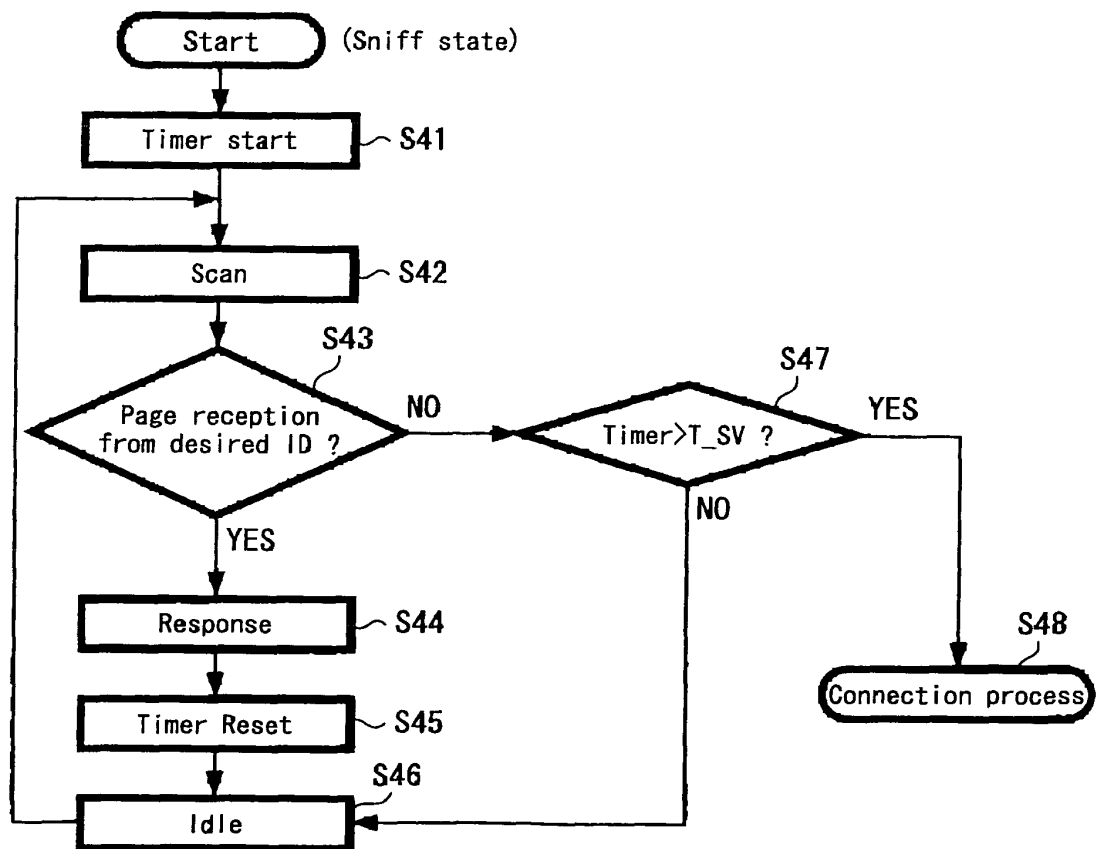 Start
(Sniff state)
Timer start
S41
Scan
S42
S43
Page reception
from desired ID ?
NO
YES
S47
Timer>T_SV ?
YES
NO
Response
S44
Timer Reset
S45
S46
Idle
S48
Connection process